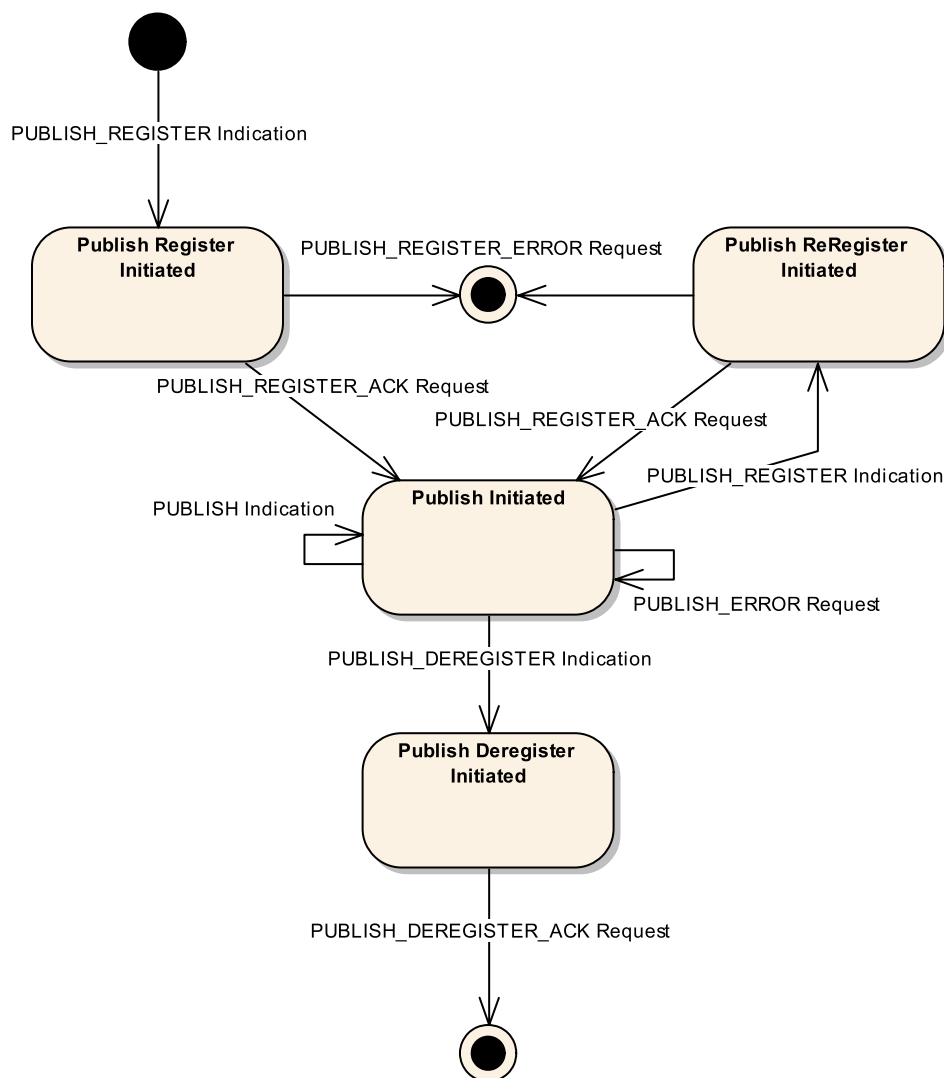 PUBLISH_REGISTER Indication
Publish Register
Initiated
PUBLISH_REGISTER_ERROR Request
Publish ReRegister
Initiated
PUBLISH_REGISTER_ACK Request
PUBLISH_REGISTER_ACK Request
PUBLISH_REGISTER Indication
Publish Initiated
PUBLISH Indication
PUBLISH_ERROR Request
PUBLISH_DEREGISTER Indication
Publish Deregister
Initiated
PUBLISH_DEREGISTER_ACK Request